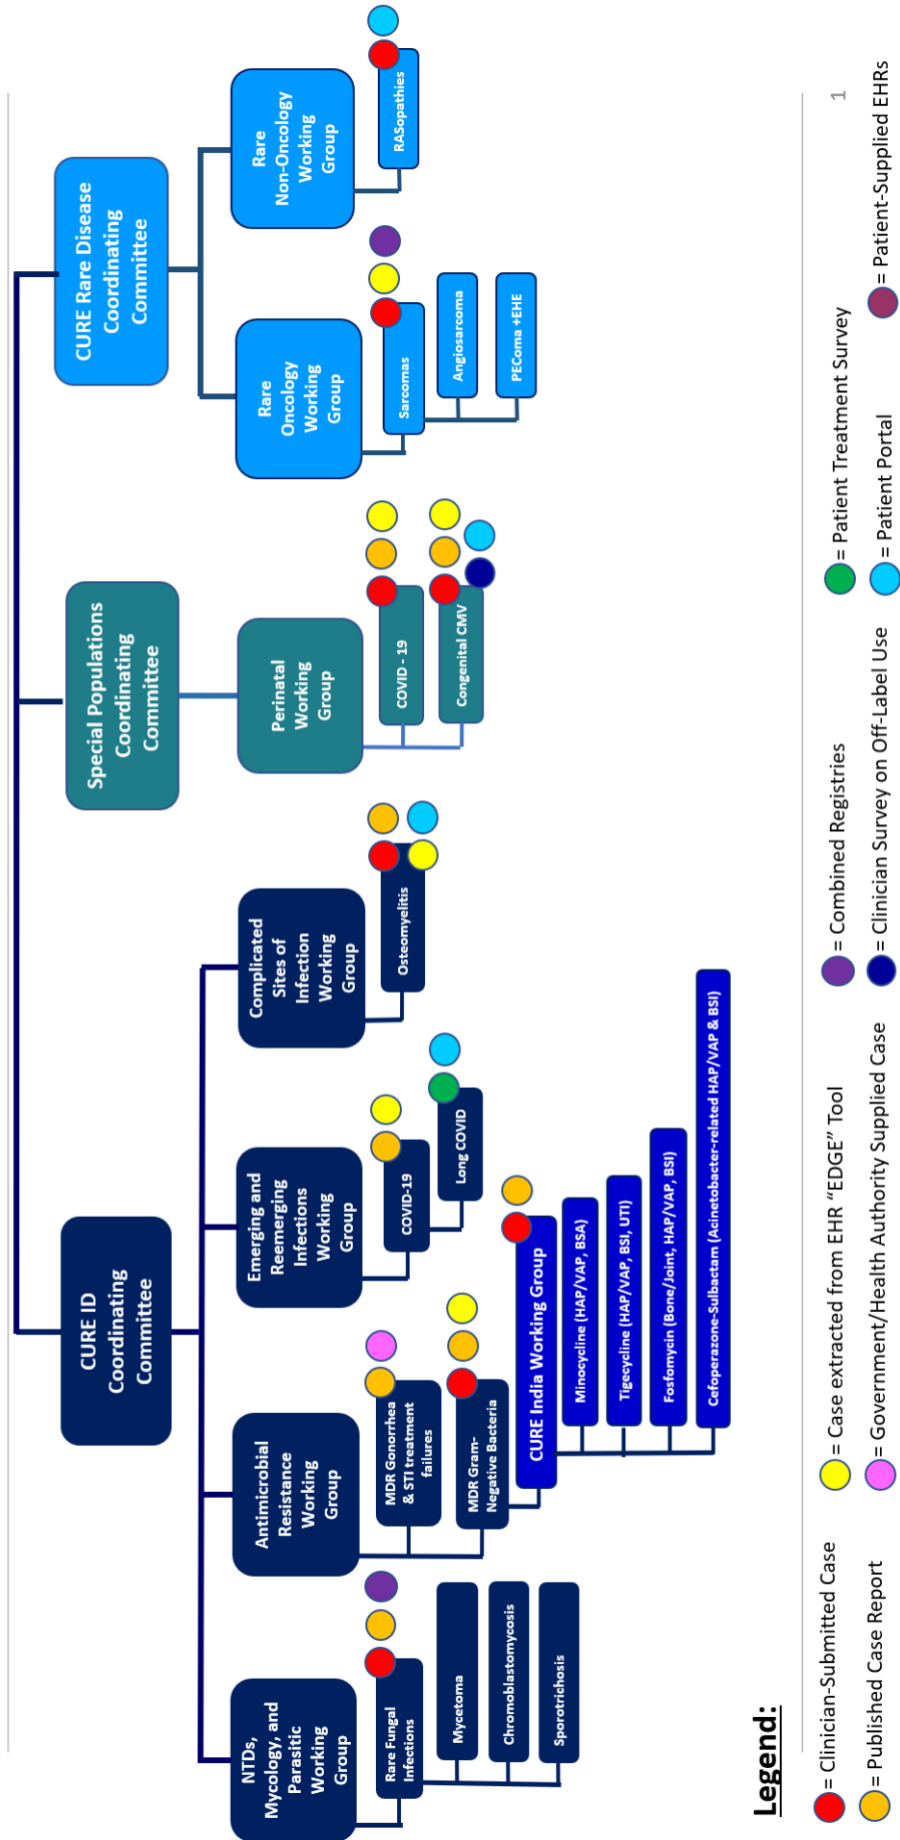 CURE ID
Coordinating
Committee
Special Populations
Coordinating
Committee
CURE Rare Disease
Coordinating
Committee
NTDs,
Mycology, and
Parasitic
Working
Group
Antimicrobial
Resistance
Working
Group
Emerging and
Reemerging
Infections
Working
Group
Complicated
Sites of
Infection
Working
Group
Perinatal
Working
Group
Rare
Oncology
Working
Group
Rare
Non-Oncology
Working
Group
Rare Fungal
Infections
Mycetoma
Chromoblastomycosis
Sporotrichosis
MDR Gonorrhea
& STI treatment
failures
MDR Gram-
Negative Bacteria
CURE India Working Group
Minocycline (HAP/VAP, BSA)
Tigecycline (HAP/VAP, BSI, UTI)
Fosfomycin (Bone/Joint, HAP/VAP, BSI)
Cefoperazone-Sulbactam (Acinetobacter-related HAP/VAP & BSI)
COVID-19
Long COVID
Osteomyelitis
COVID - 19
Congenital CMV
Sarcomas
Angiosarcoma
PEComa +EHE
RASopathies
Legend:
1
= Clinician-Submitted Case
= Case extracted from EHR “EDGE” Tool
= Combined Registries
= Patient Treatment Survey
= Published Case Report
= Government/Health Authority Supplied Case
= Clinician Survey on Off-Label Use
= Patient Portal
= Patient-Supplied EHRs